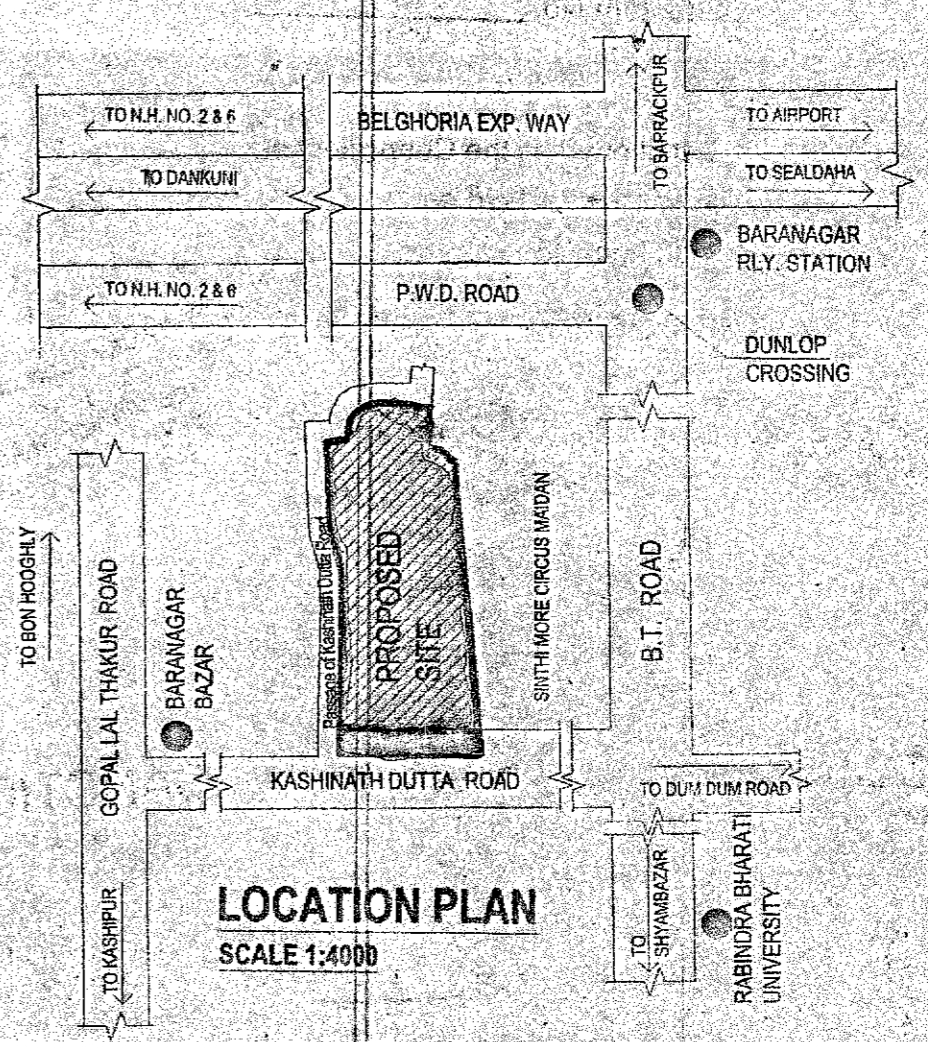 TO N.H. NO. 2 & 6
BELGHORIA EXP. WAY
TO BARRACKPUR
TO AIRPORT
TO DANKUNI
TO SEALDAHA
BARANAGAR
RLY. STATION
TO N.H. NO. 2 & 6
P.W.D. ROAD
DUNLOP
CROSSING
TO BON HOOGHLY
GOPAL LAL THAKUR ROAD
BARANAGAR
BAZAR
Passage of Kashinath Dutta Road
PROPOSED
SITE
SINTHI MORE CIRCUS MAIDAN
B.T. ROAD
KASHINATH DUTTA ROAD
TO DUM DUM ROAD
TO KASHIPUR
TO
SHYAMBAZAR
RABINDRA BHARATI
UNIVERSITY
LOCATION PLAN
SCALE 1:4000